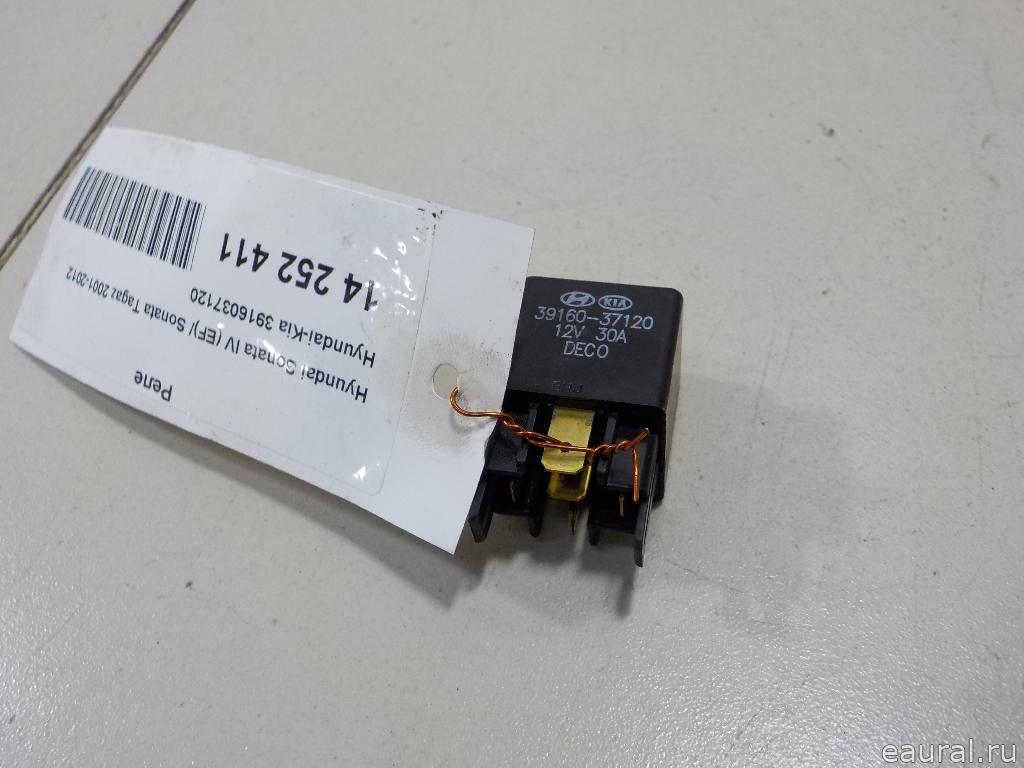 KIA
39160-37120
12V 30A
DECO
Реле
Hyundai Sonata IV (EF)/ Sonata Tagaz 2001-2012
Hyundai-Kia 3916037120
14 252 411
eaural.ru